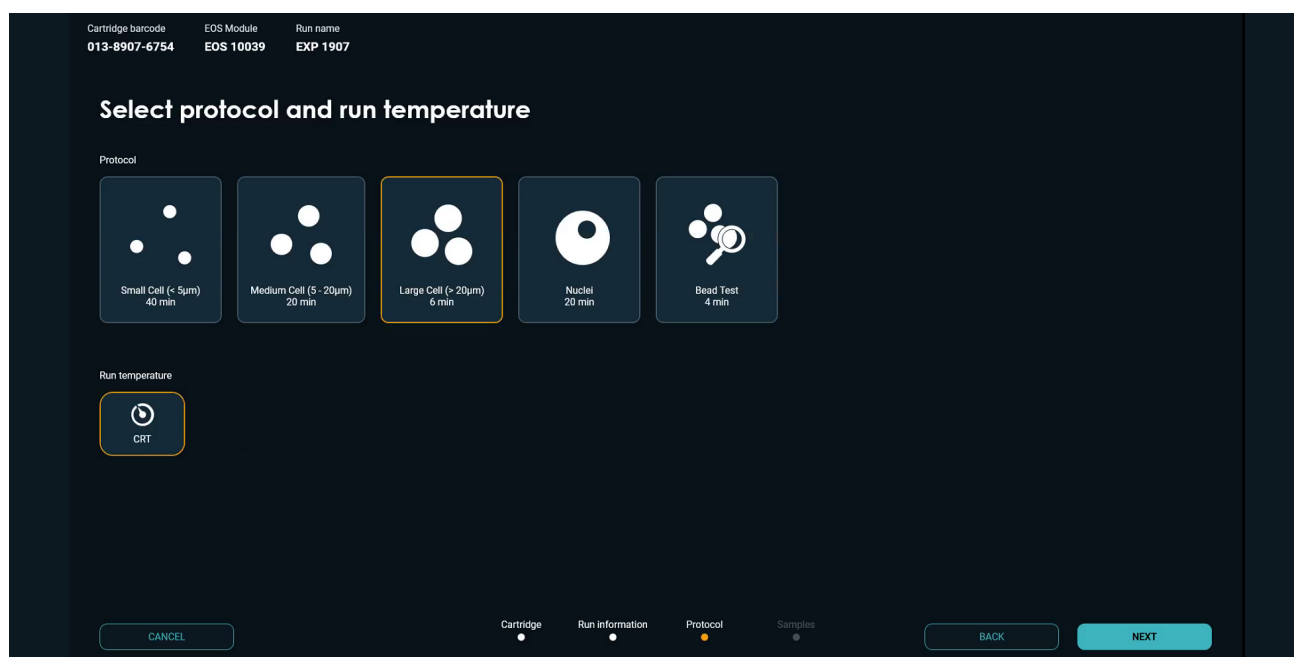 Cartridge barcode EOS Module Run name
013-8907-6754 EOS 10039 EXP 1907
Select protocol and run temperature
Protocol
Small Cell (< 5µm)
40 min
Medium Cell (5 - 20µm)
20 min
Large Cell (> 20µm)
6 min
Nuclei
20 min
Bead Test
4 min
Run temperature
CRT
CANCEL
Cartridge
Run information
Protocol
Samples
BACK
NEXT